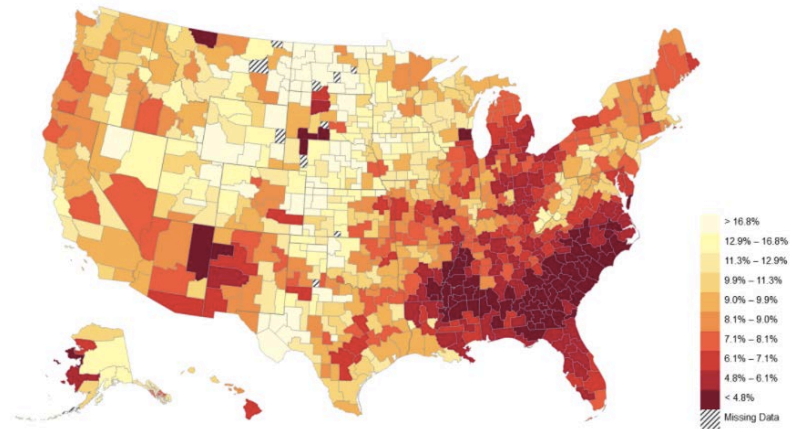 > 16.8%
12.9% – 16.8%
11.3% – 12.9%
9.9% – 11.3%
9.0% – 9.9%
8.1% – 9.0%
7.1% – 8.1%
6.1% – 7.1%
4.8% – 6.1%
< 4.8%
Missing Data